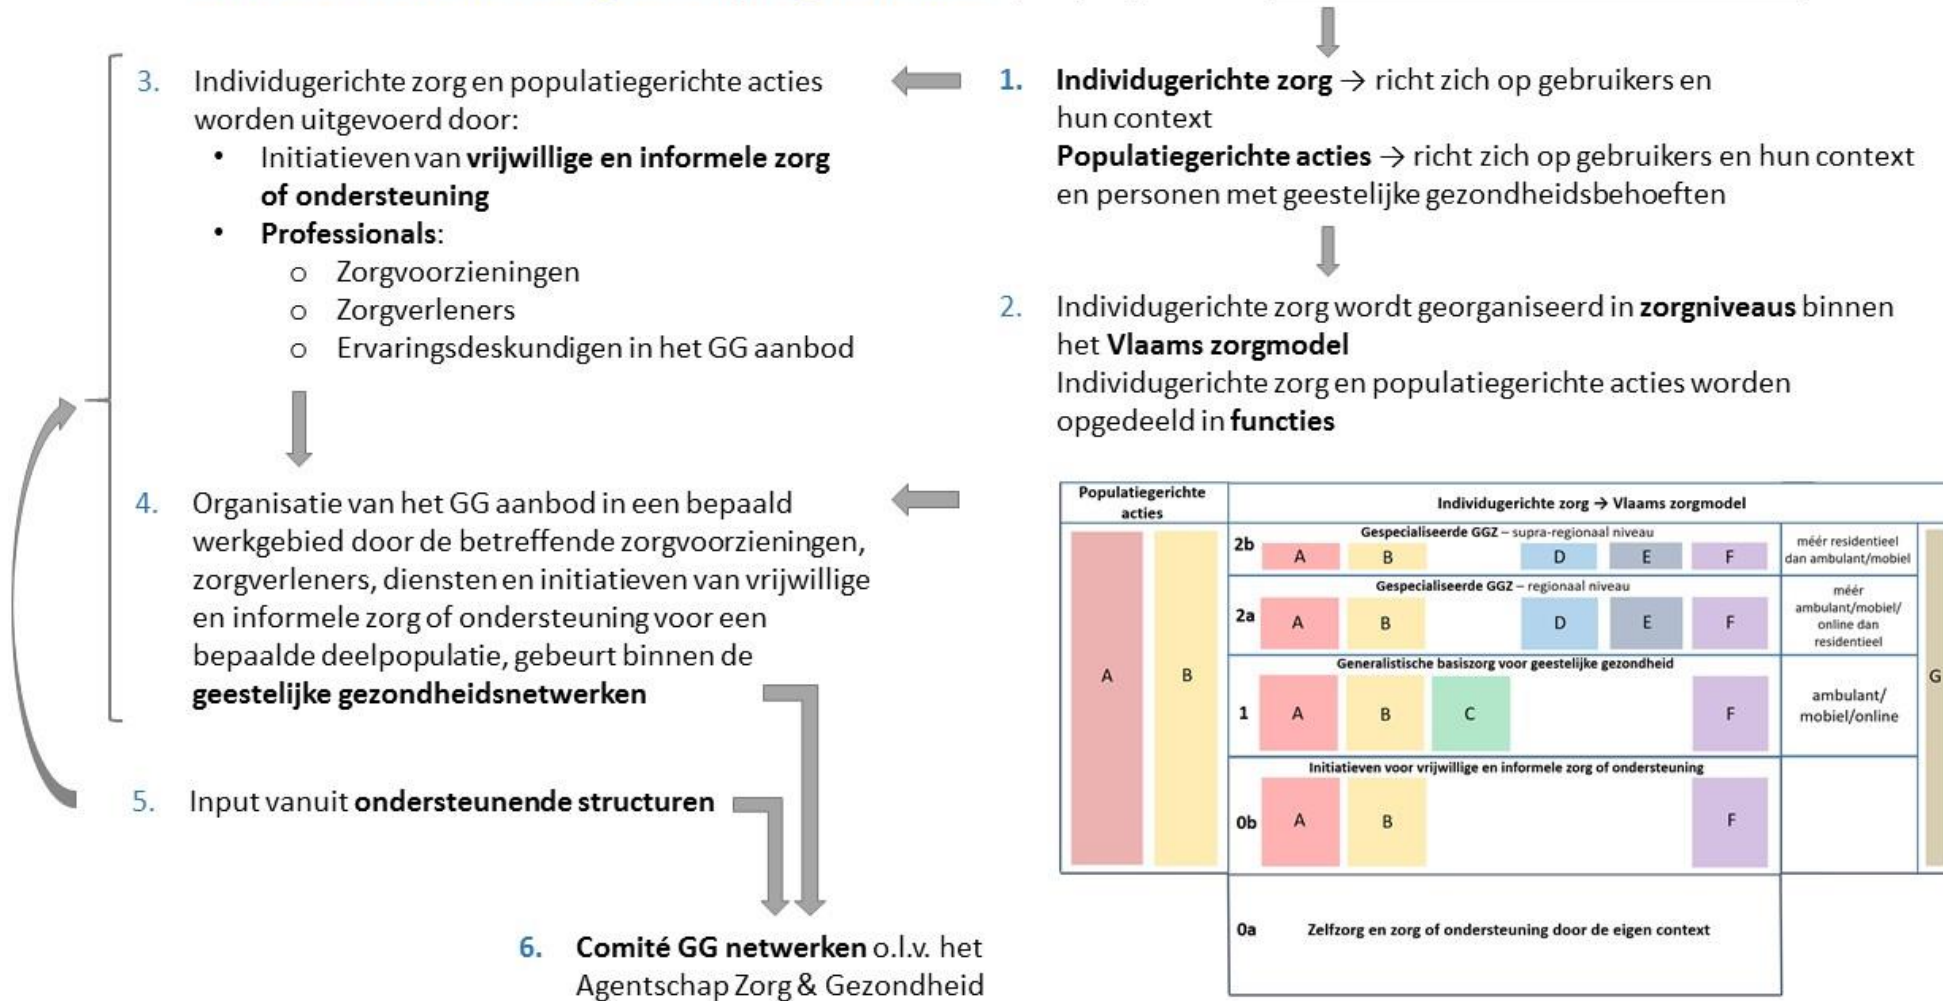 1. Individugerichte zorg → richt zich op gebruikers en
hun context
Populatiegerichte acties → richt zich op gebruikers en hun context
en personen met geestelijke gezondheidsbehoeften
2. Individugerichte zorg wordt georganiseerd in zorgniveaus binnen
het Vlaams zorgmodel
Individugerichte zorg en populatiegerichte acties worden
opgedeeld in functies
3. Individugerichte zorg en populatiegerichte acties
worden uitgevoerd door:
• Initiatieven van vrijwillige en informele zorg
of ondersteuning
• Professionals:
o Zorgvoorzieningen
o Zorgverleners
o Ervaringsdeskundigen in het GG aanbod
4. Organisatie van het GG aanbod in een bepaald
werkgebied door de betreffende zorgvoorzieningen,
zorgverleners, diensten en initiatieven van vrijwillige
en informele zorg of ondersteuning voor een
bepaalde deelpopulatie, gebeurt binnen de
geestelijke gezondheidsnetwerken
5. Input vanuit ondersteunende structuren
6. Comité GG netwerken o.l.v. het
Agentschap Zorg & Gezondheid
Populatiegerichte
acties
Individugerichte zorg → Vlaams zorgmodel
A B
Gespecialiseerde GGZ – supra-regionaal niveau
2b A B D E F
méér residentieel
dan ambulant/mobiel
Gespecialiseerde GGZ – regionaal niveau
2a A B D E F
méér
ambulant/mobiel/
online dan
residentieel
Generalistische basiszorg voor geestelijke gezondheid
1 A B C F
ambulant/
mobiel/online
G
Initiatieven voor vrijwillige en informele zorg of ondersteuning
0b A B F
0a Zelfzorg en zorg of ondersteuning door de eigen context